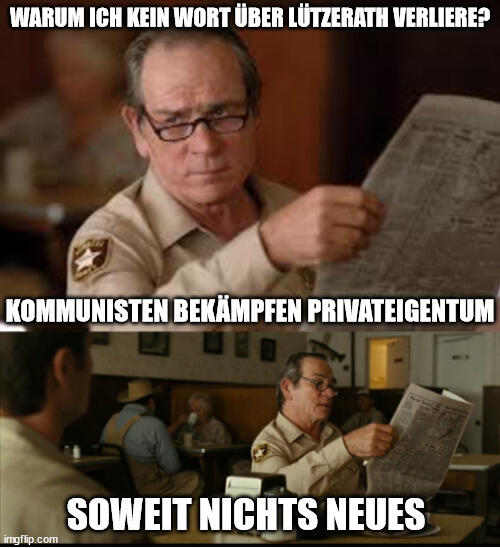 WARUM ICH KEIN WORT ÜBER LÜTZERATH VERLIERE?
KOMMUNISTEN BEKÄMPFEN PRIVATEIGENTUM
SOWEIT NICHTS NEUES
imgflip.com